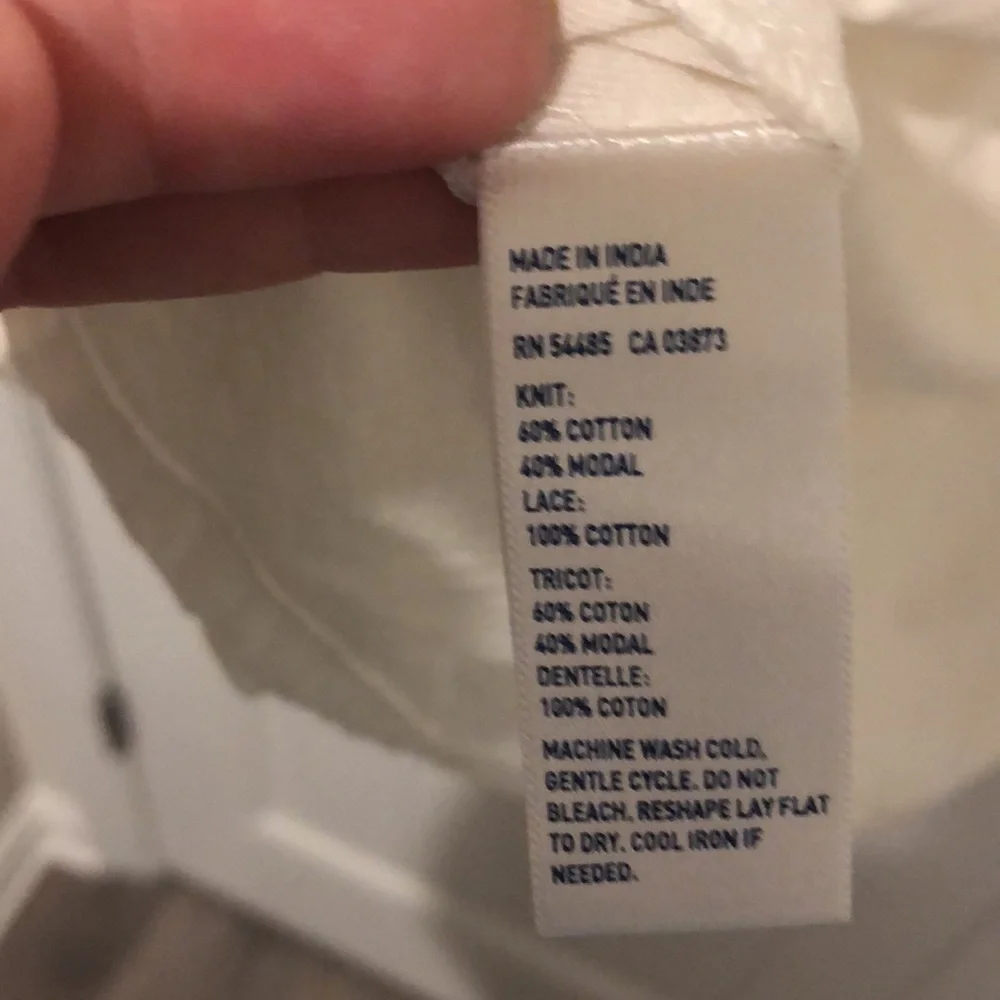 MADE IN INDIA
FABRIQUÉ EN INDE
RN 54485 CA 03873
KNIT:
60% COTTON
40% MODAL
LACE:
100% COTTON
TRICOT:
60% COTON
40% MODAL
DENTELLE:
100% COTON
MACHINE WASH COLD,
GENTLE CYCLE. DO NOT
BLEACH. RESHAPE LAY FLAT
TO DRY. COOL IRON IF
NEEDED.